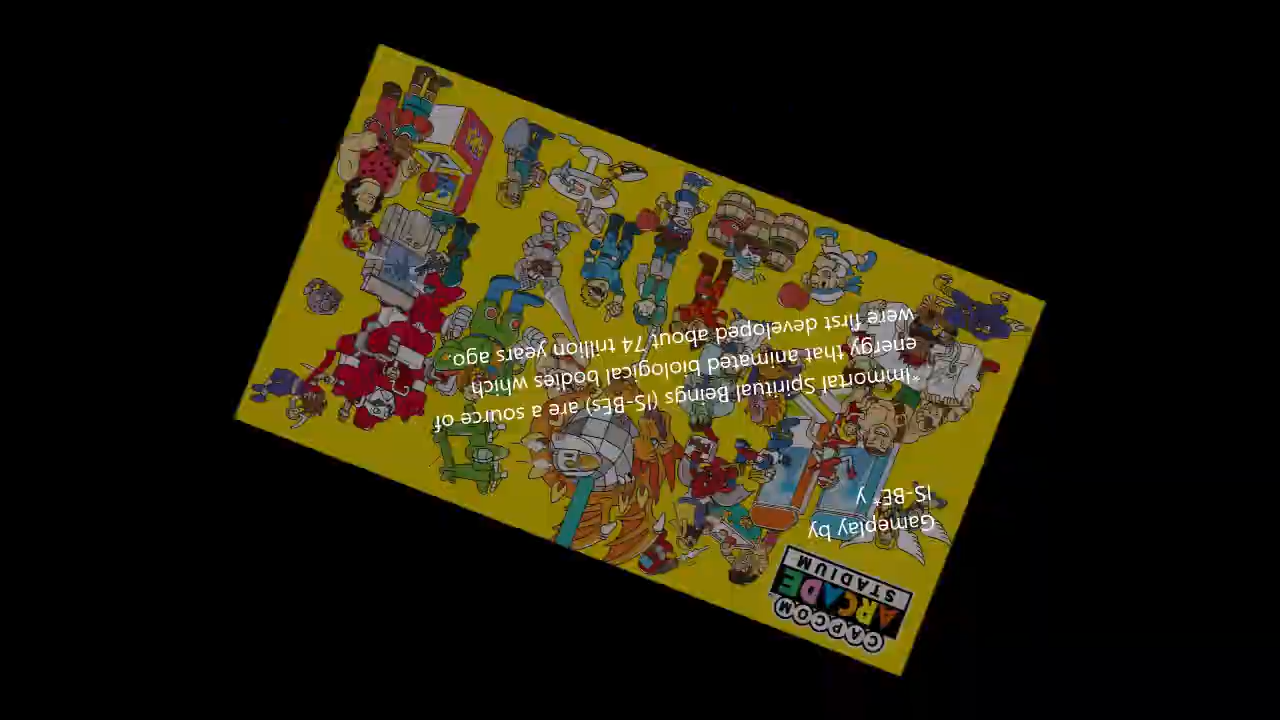 CAPCOM
ARCADE
STADIUM
Gameplay by
IS-BE* y
*Immortal Spiritual Beings (IS-BEs) are a source of
energy that animated biological bodies which
were first developed about 74 trillion years ago.